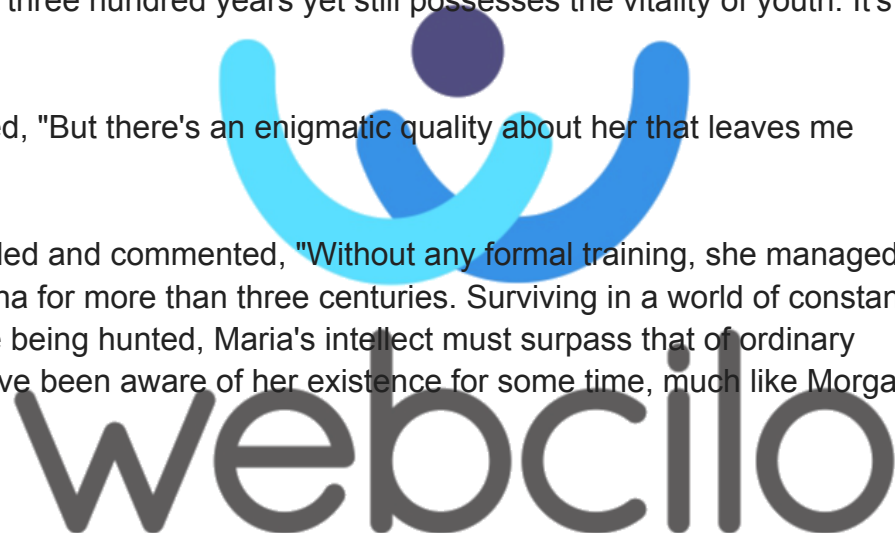 three hundred years yet still possesses the vitality of youth. It's
ed, "But there's an enigmatic quality about her that leaves me
led and commented, "Without any formal training, she managed
na for more than three centuries. Surviving in a world of constan
e being hunted, Maria's intellect must surpass that of ordinary
ve been aware of her existence for some time, much like Morga
webcilo